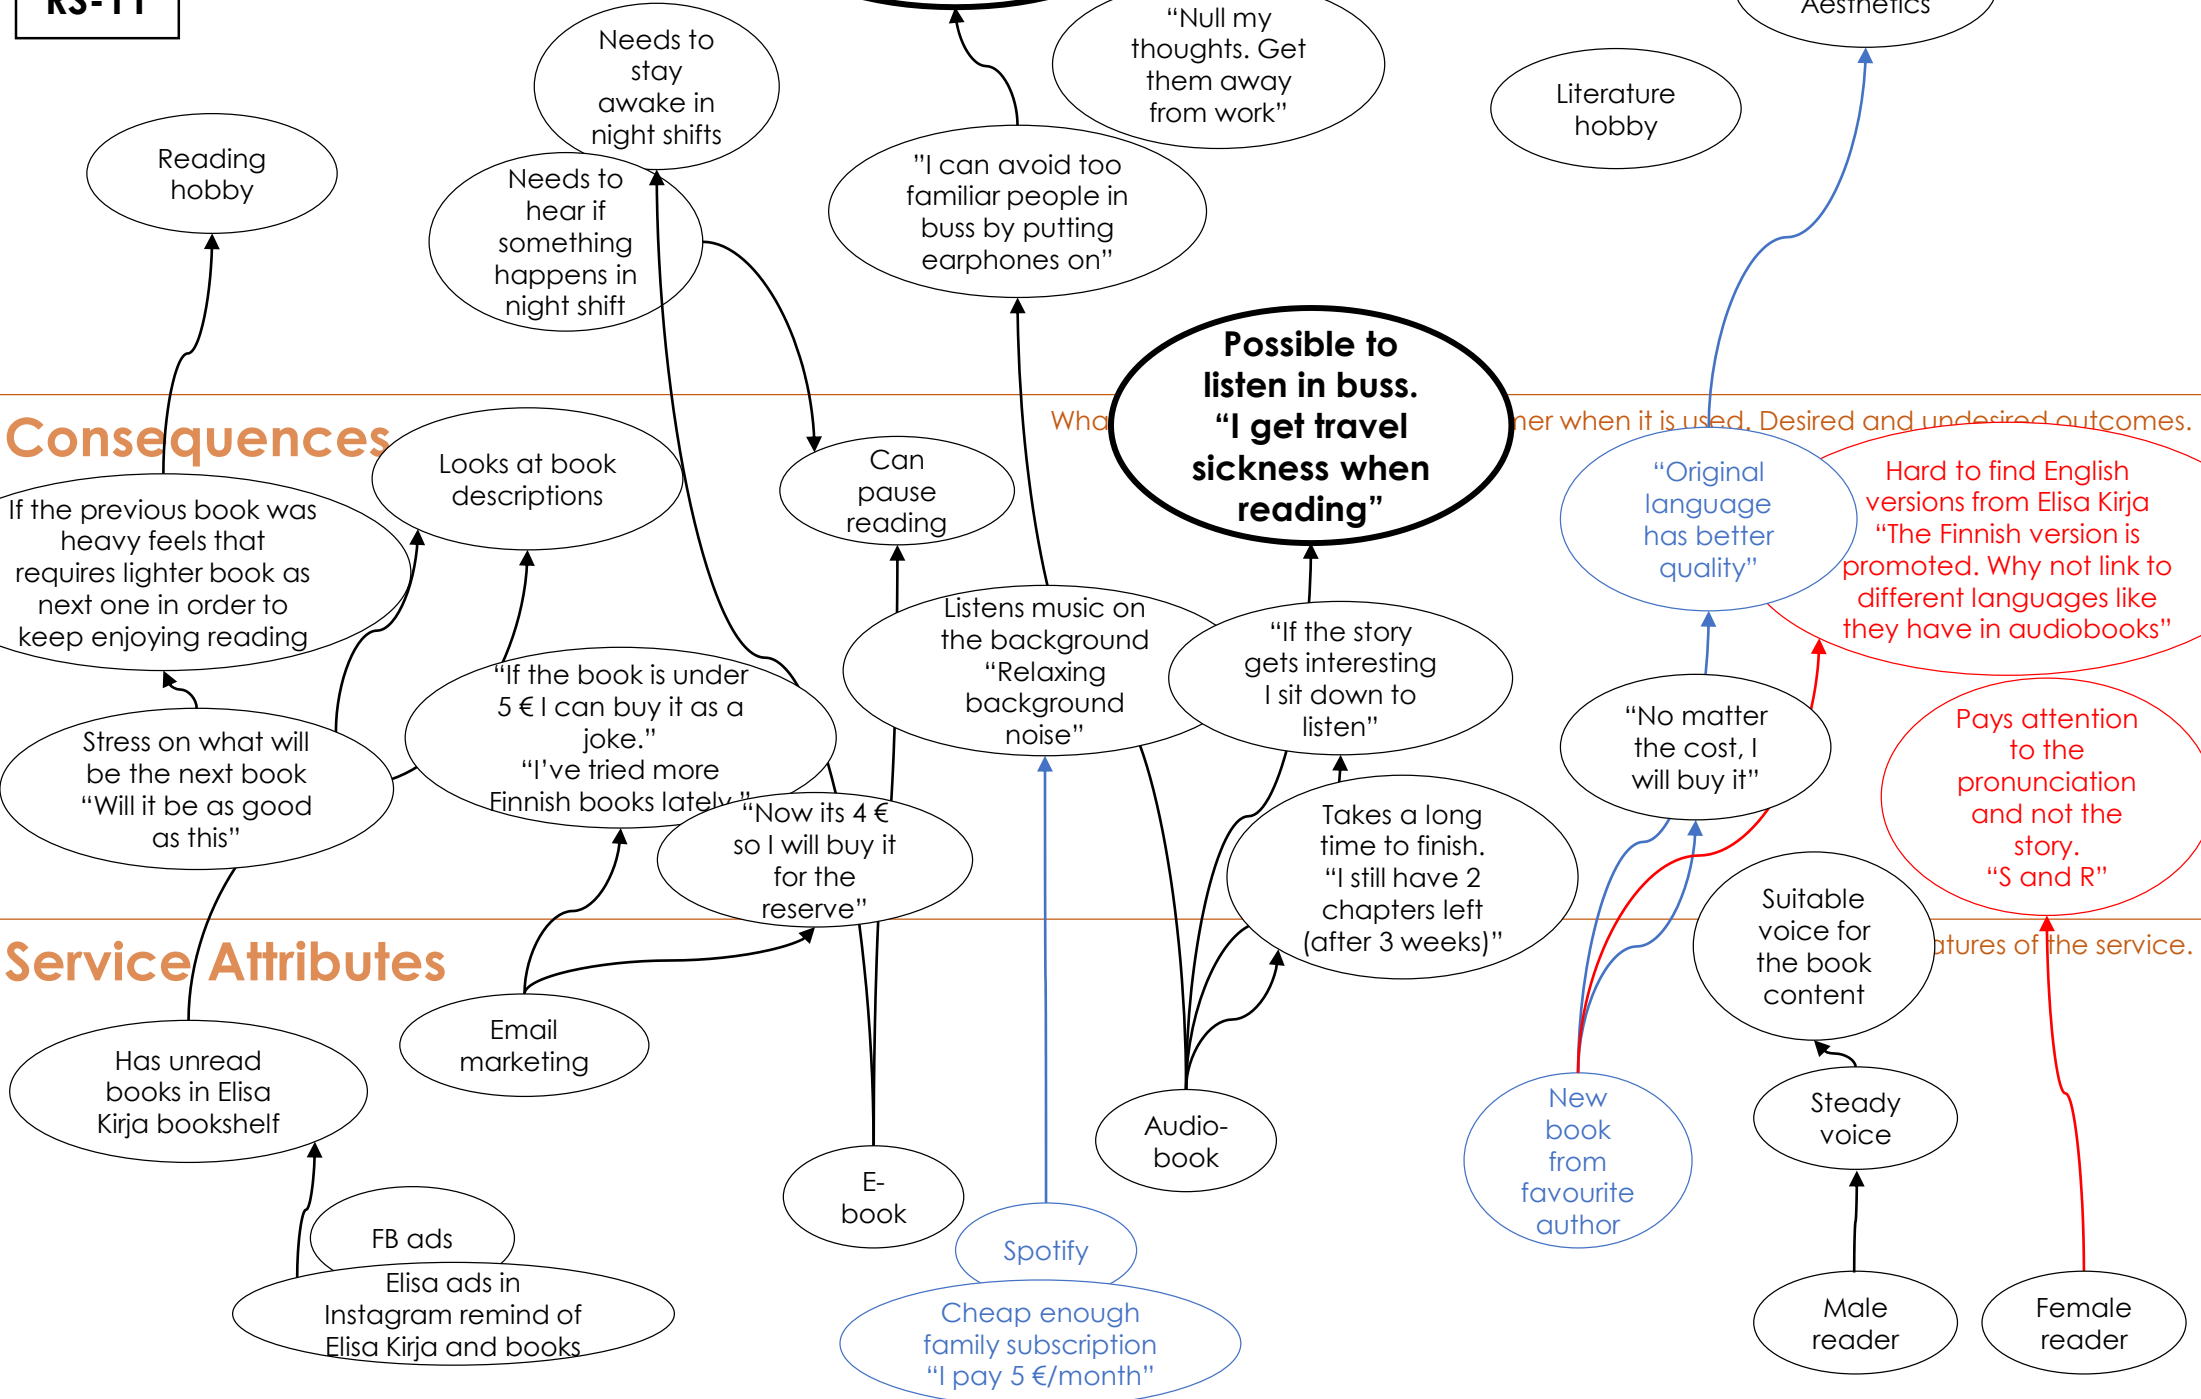 RS-11
Aesthetics
"Null my
thoughts. Get
them away
from work"
Needs to
stay
awake in
night shifts
Literature
hobby
Reading
hobby
Needs to
hear if
something
happens in
night shift
"I can avoid too
familiar people in
buss by putting
earphones on"
Possible to
listen in buss.
"I get travel
sickness when
reading"
Consequences
when it is used. Desired and undesired outcomes.
Looks at book
descriptions
Can
pause
reading
"Original
language
has better
quality"
Hard to find English
versions from Elisa Kirja
"The Finnish version is
promoted. Why not link to
different languages like
they have in audiobooks"
If the previous book was
heavy feels that
requires lighter book as
next one in order to
keep enjoying reading
Listens music on
the background
"Relaxing
background
noise"
"If the story
gets interesting
I sit down to
listen"
"If the book is under
5 € I can buy it as a
joke."
"I've tried more
Finnish books lately."
"No matter
the cost, I
will buy it"
Pays attention
to the
pronunciation
and not the
story.
"S and R"
Stress on what will
be the next book
"Will it be as good
as this"
"Now its 4 €
so I will buy it
for the
reserve"
Takes a long
time to finish.
"I still have 2
chapters left
(after 3 weeks)"
Suitable
voice for
the book
content
Service Attributes
of the service.
Email
marketing
Has unread
books in Elisa
Kirja bookshelf
Audio-
book
New
book
from
favourite
author
Steady
voice
E-
book
FB ads
Elisa ads in
Instagram remind of
Elisa Kirja and books
Spotify
Cheap enough
family subscription
"I pay 5 €/month"
Male
reader
Female
reader